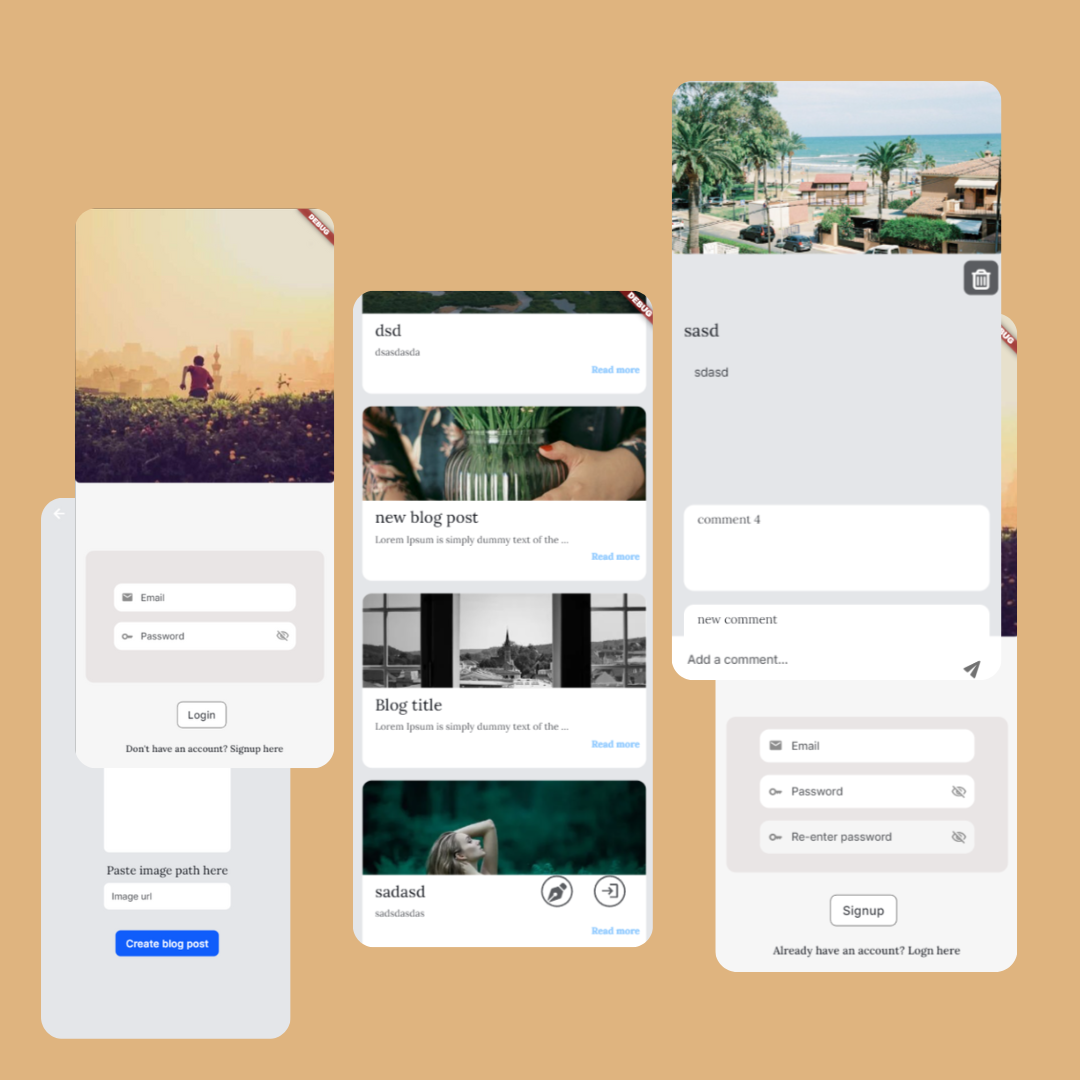 DEBUG
Email
Password
Login
Don't have an account? Signup here
Paste image path here
Image url
Create blog post
DEBUG
dsd
dsasdasda
Read more
new blog post
Lorem Ipsum is simply dummy text of the ...
Read more
Blog title
Lorem Ipsum is simply dummy text of the ...
Read more
sadasd
sadsdasdas
Read more
sasd
sdasd
comment 4
new comment
Add a comment...
Email
Password
Re-enter password
Signup
Already have an account? Logn here